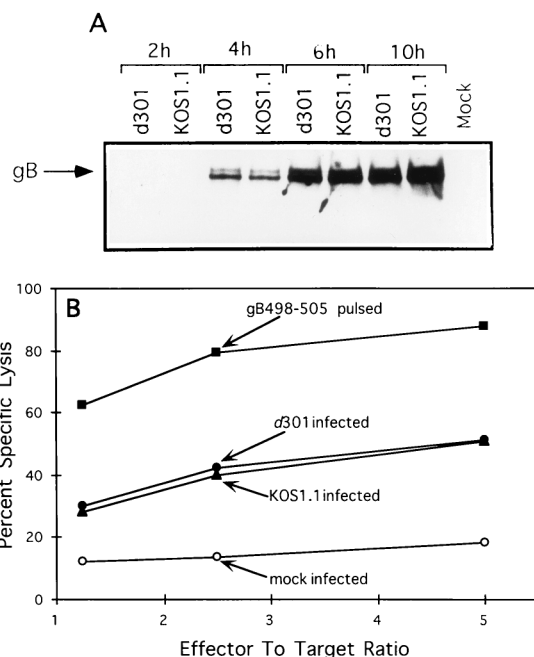 A
2h 4h 6h 10h
d301 KOS1.1 d301 KOS1.1 d301 KOS1.1 d301 KOS1.1 Mock
gB
B
100
80
60
40
20
0
Percent Specific Lysis
gB498-505 pulsed
d301 infected
KOS1.1 infected
mock infected
1 2 3 4 5
Effector To Target Ratio